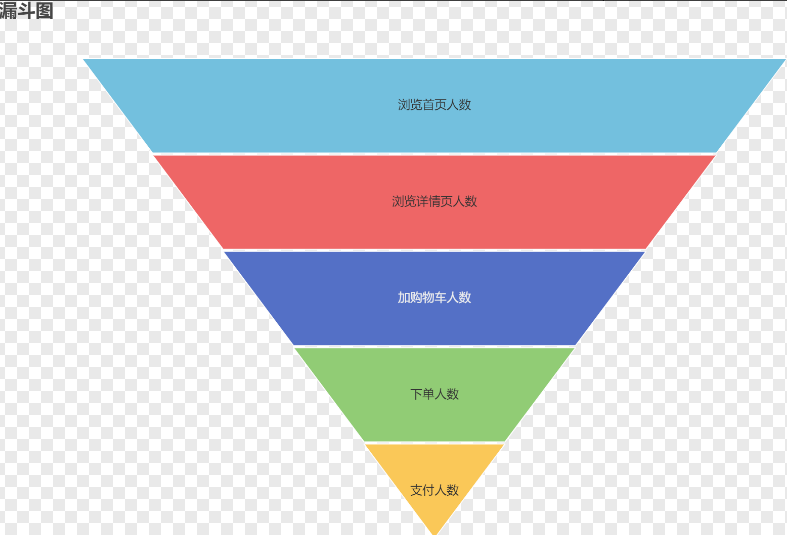 漏斗图
浏览首页人数
浏览详情页人数
加购物车人数
下单人数
支付人数